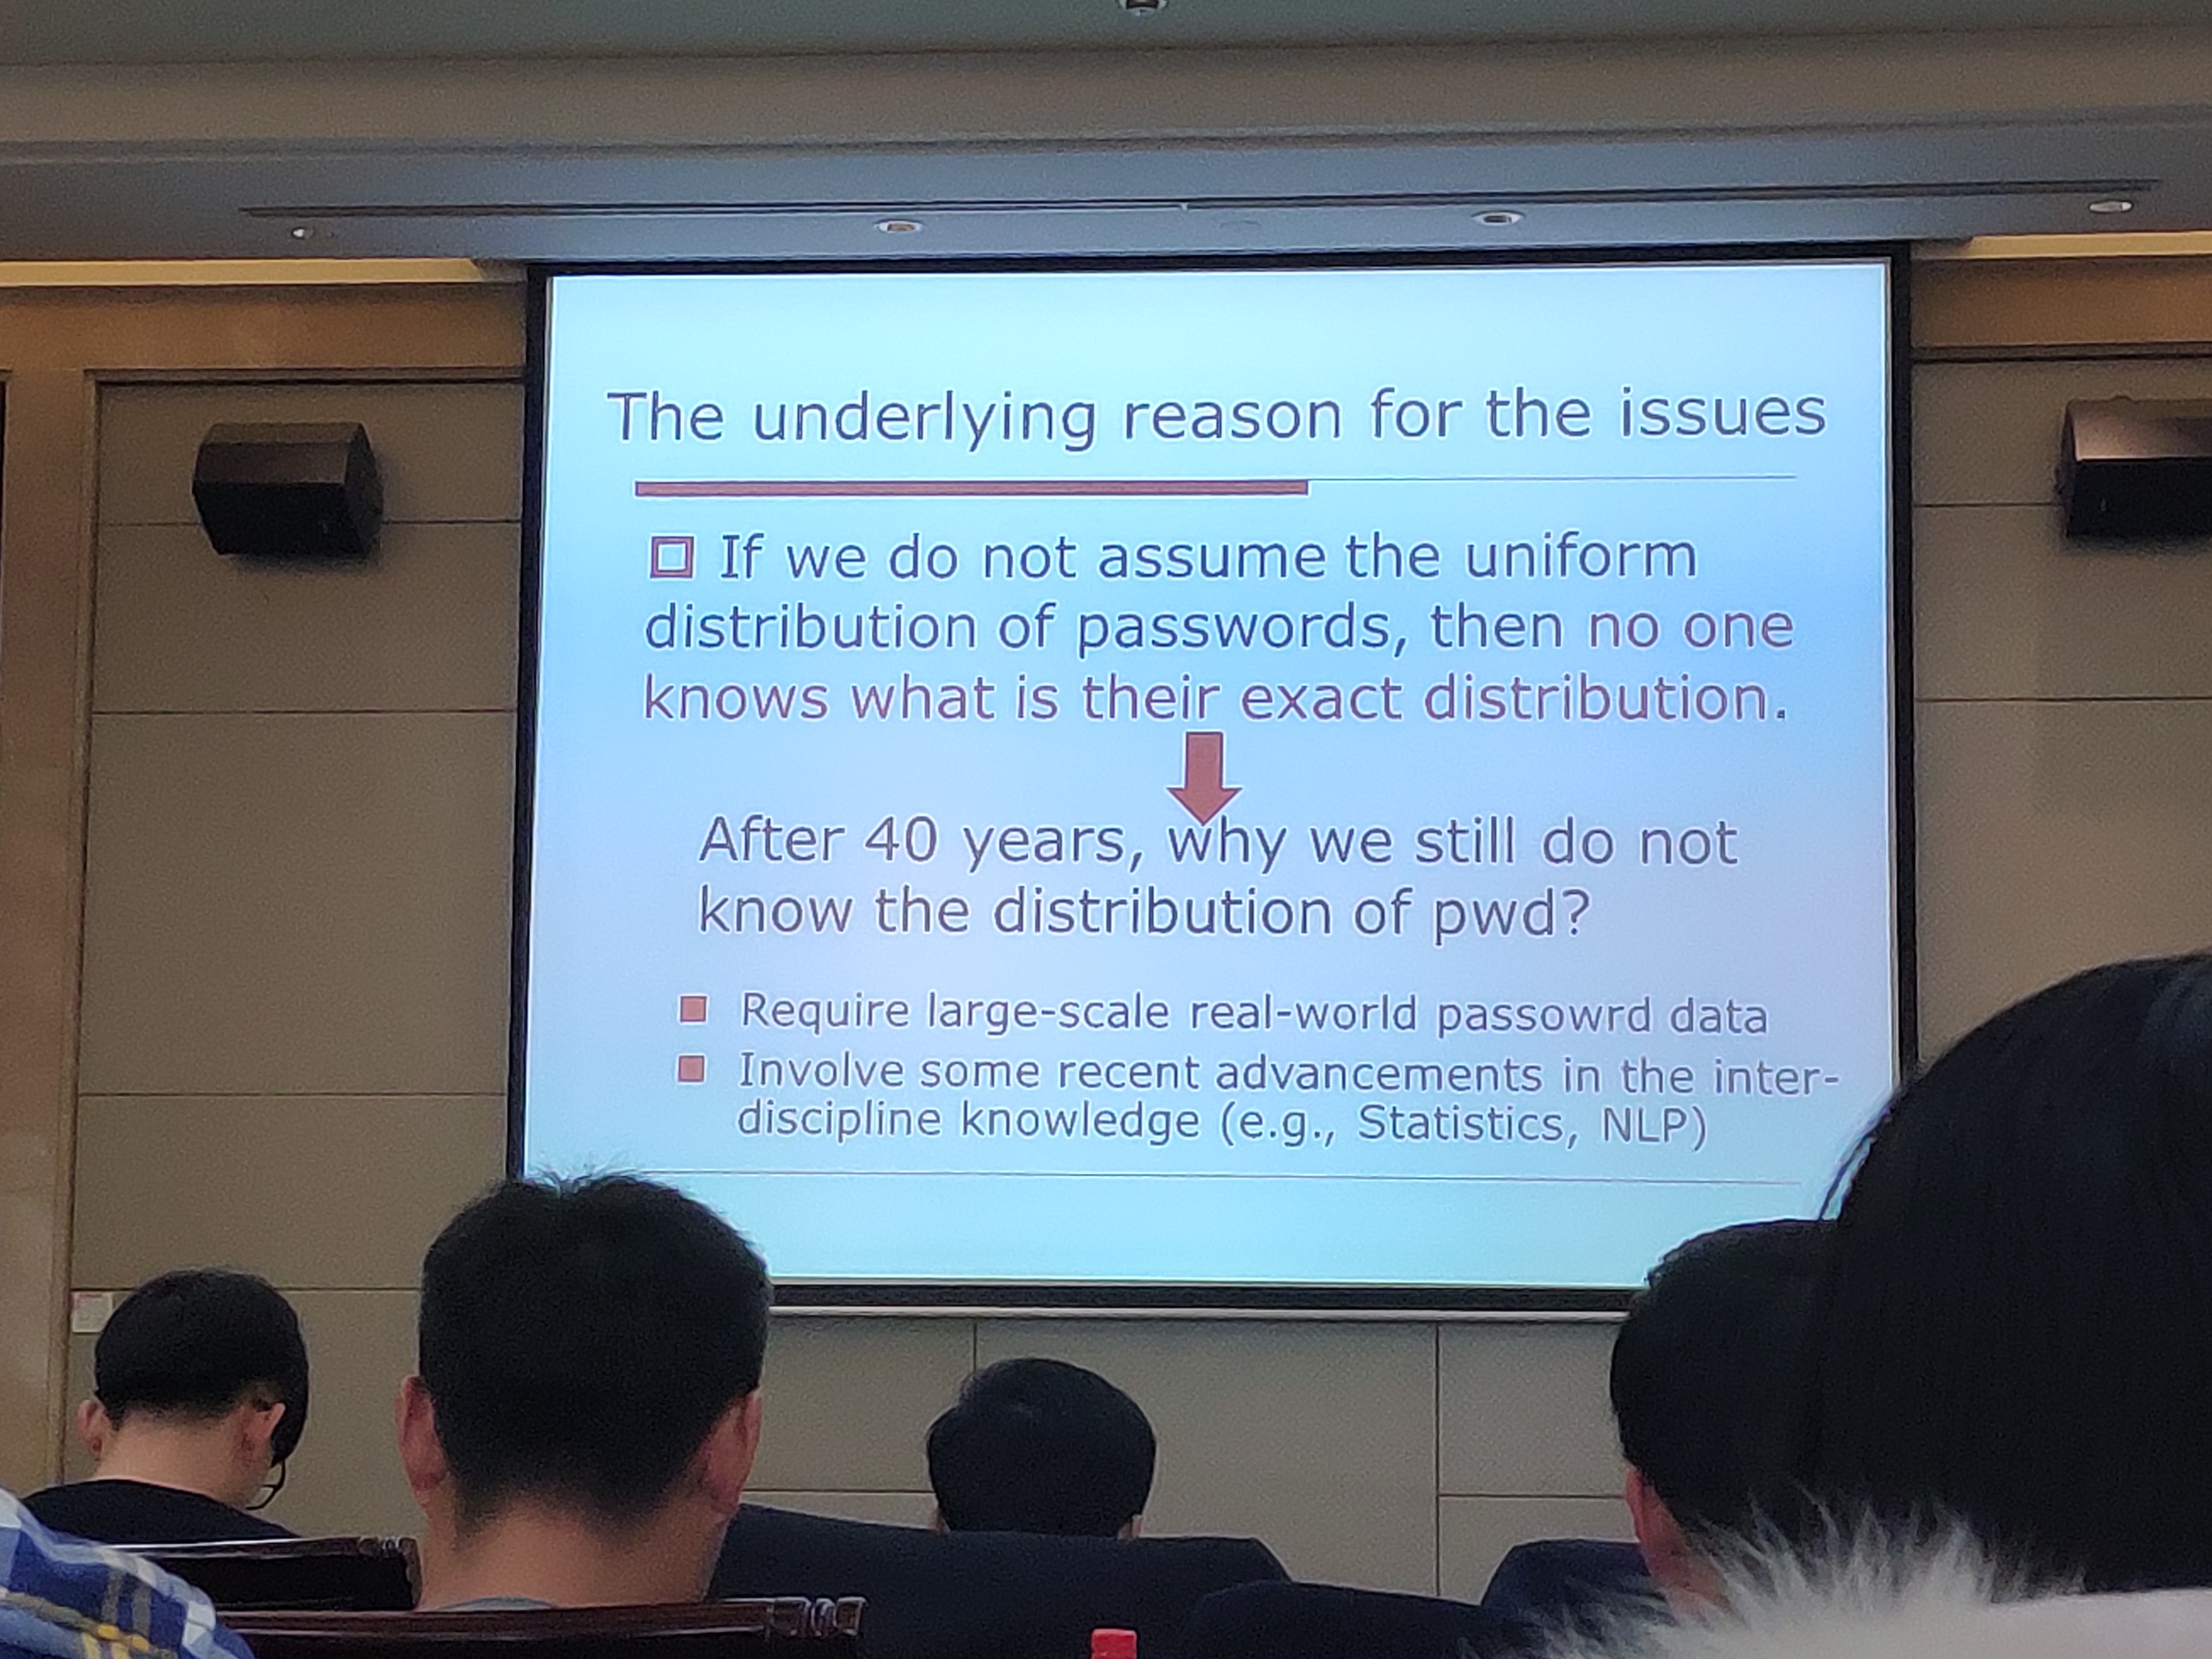 The underlying reason for the issues
If we do not assume the uniform
distribution of passwords, then no one
knows what is their exact distribution.
After 40 years, why we still do not
know the distribution of pwd?
Require large-scale real-world passowrd data
Involve some recent advancements in the inter-
discipline knowledge (e.g., Statistics, NLP)